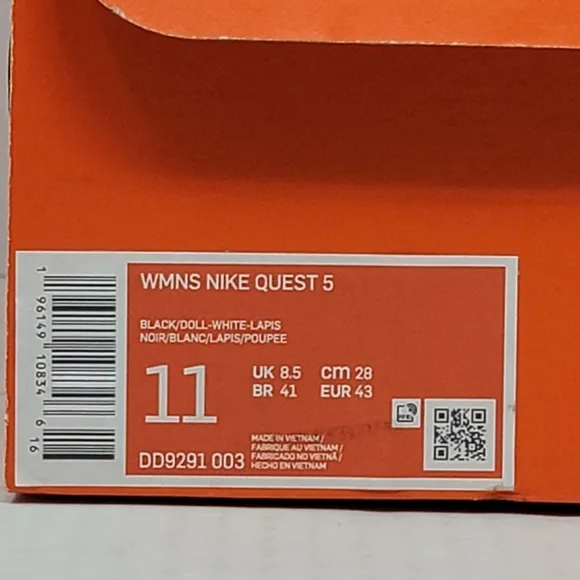 WMNS NIKE QUEST 5
BLACK/DOLL-WHITE-LAPIS
NOIR/BLANC/LAPIS/POUPEE
11
UK 8.5 cm 28
BR 41 EUR 43
DD9291 003
MADE IN VIETNAM /
FABRIQUE AU VIETNAM /
FABRICADO NO VIETNÃ /
HECHO EN VIETNAM
1 96149 10834 6 16